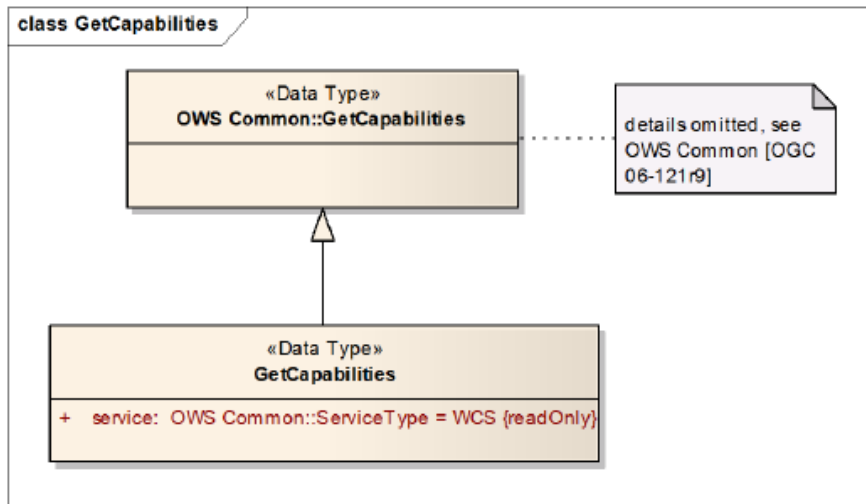 class GetCapabilities
«Data Type»
OWS Common::GetCapabilities
details omitted, see
OWS Common [OGC
06-121r9]
«Data Type»
GetCapabilities
+ service: OWS Common::ServiceType = WCS {readOnly}